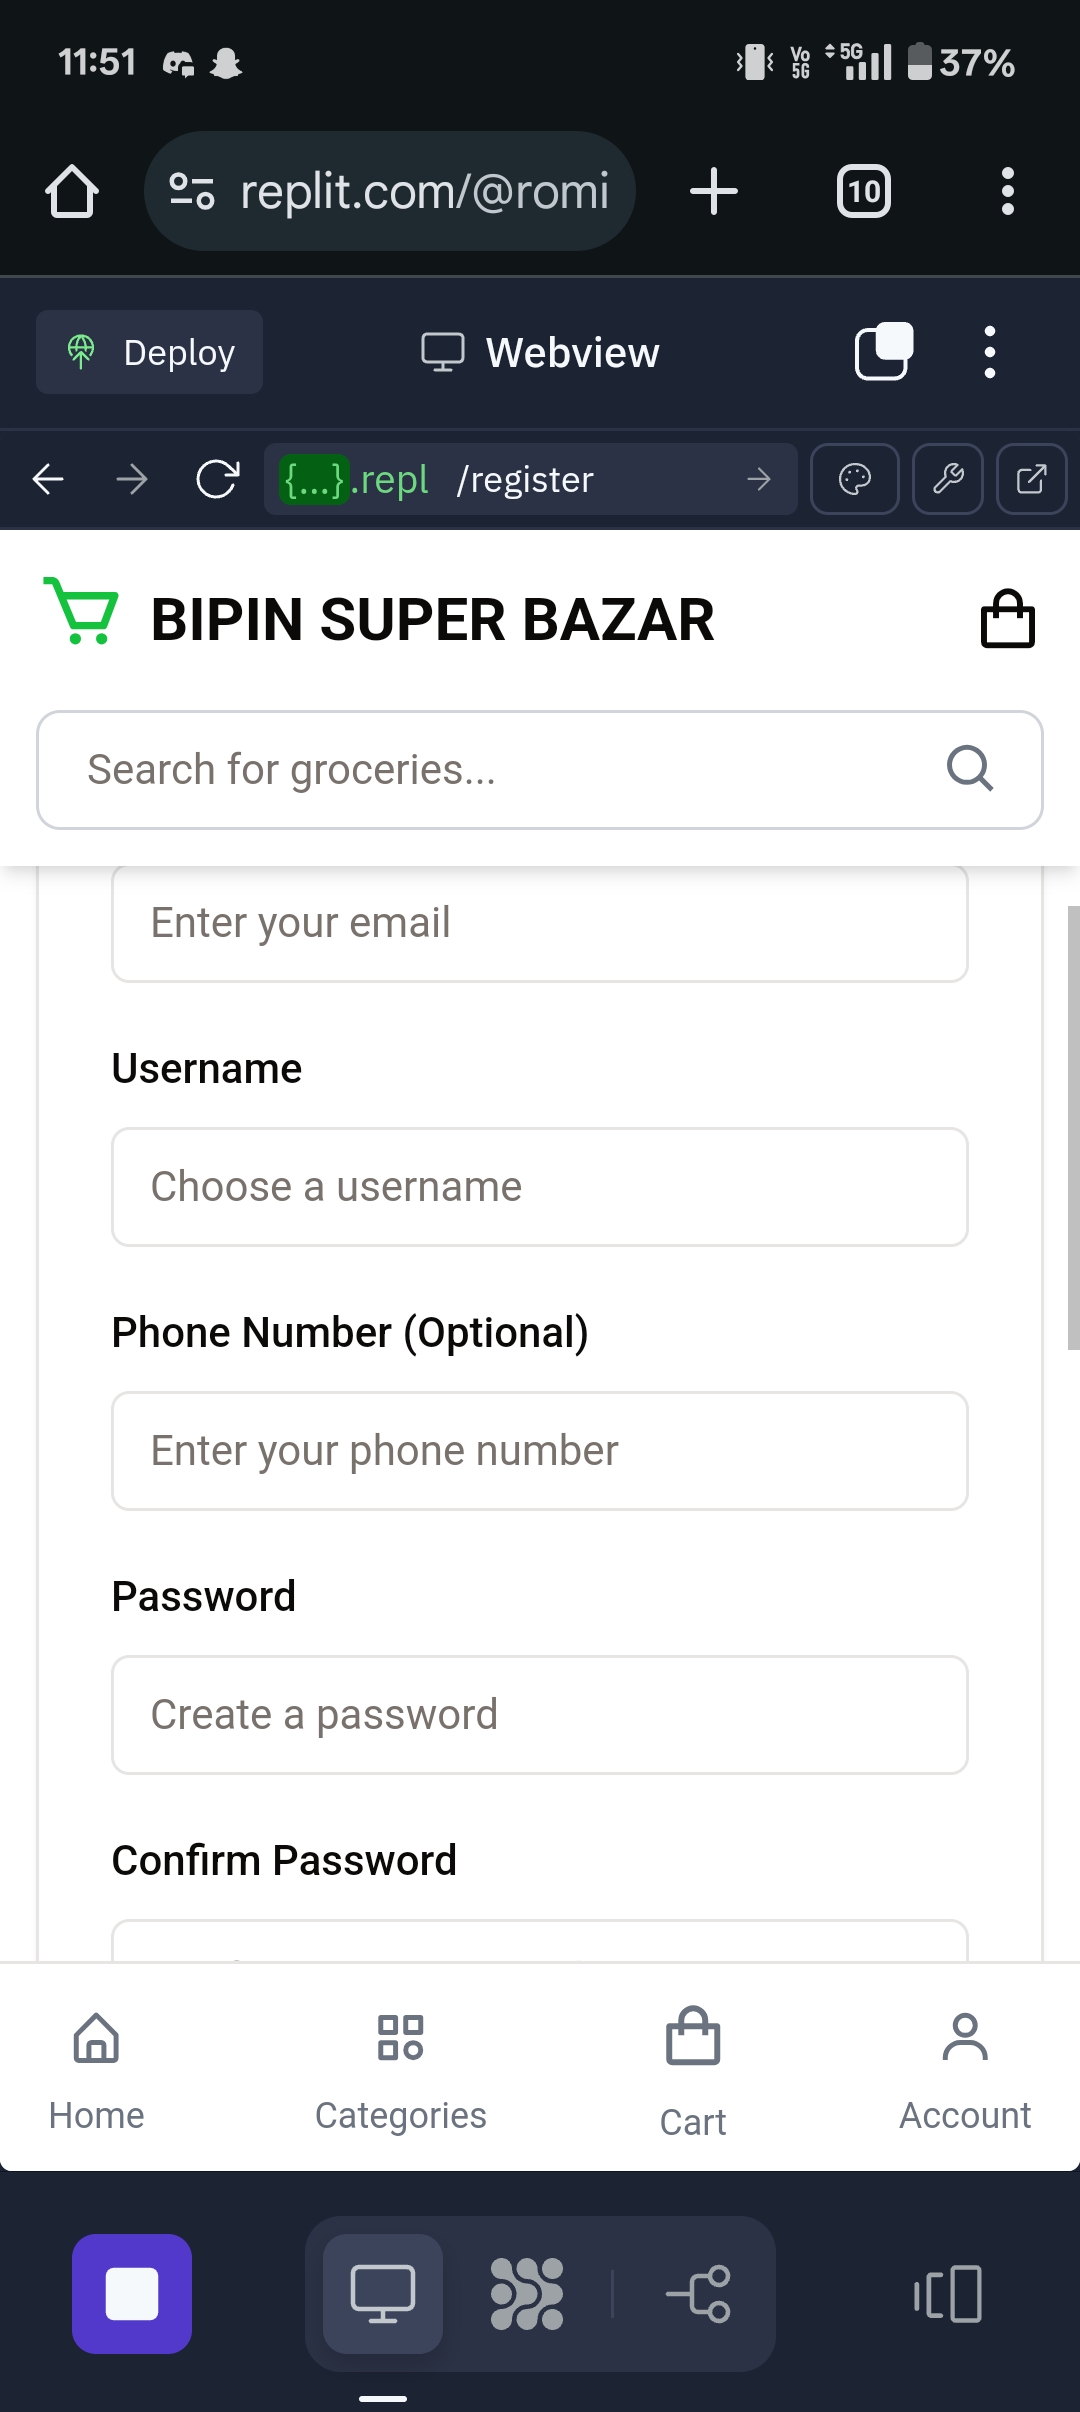 11:51
Vo 5G
5G
37%
replit.com/@romi
10
Deploy
Webview
{...}.repl /register
BIPIN SUPER BAZAR
Search for groceries...
Enter your email
Username
Choose a username
Phone Number (Optional)
Enter your phone number
Password
Create a password
Confirm Password
Home
Categories
Cart
Account